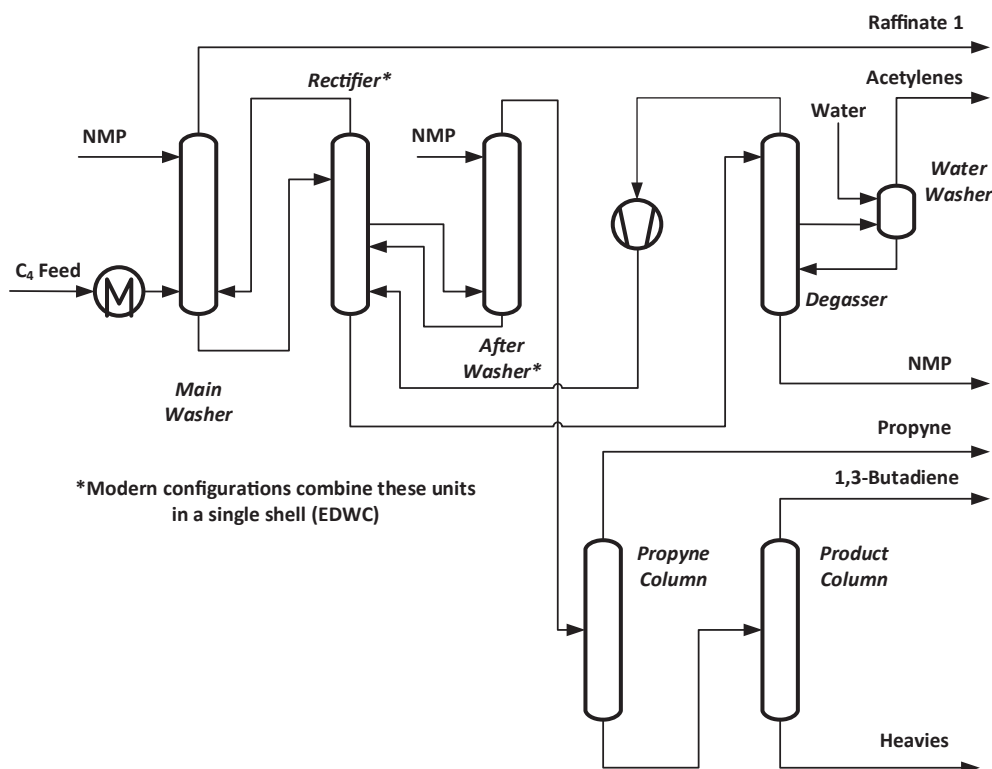 Raffinate 1
Rectifier*
Acetylenes
NMP
NMP
Water
Water
Washer
C₄ Feed
M
Degasser
After
Washer*
Main
Washer
NMP
Propyne
1,3-Butadiene
*Modern configurations combine these units
in a single shell (EDWC)
Propyne
Column
Product
Column
Heavies